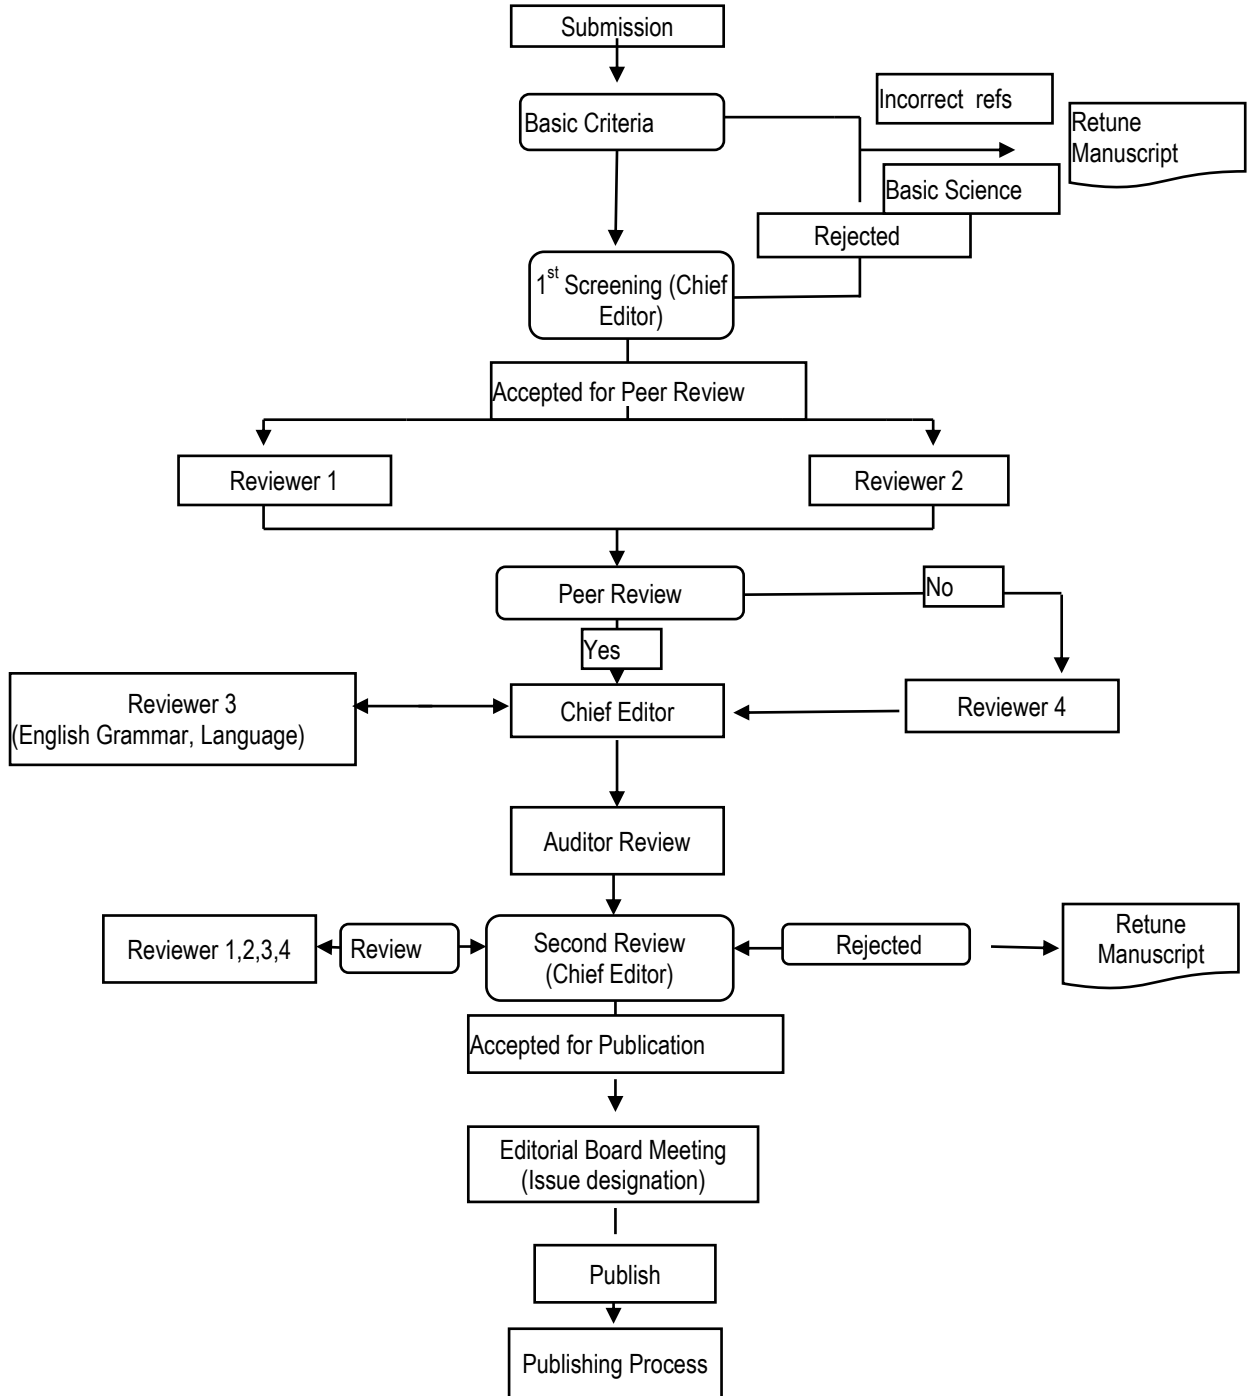 Submission
Incorrect refs
Basic Criteria
Retune
Manuscript
Basic Science
Rejected
1st Screening (Chief
Editor)
Accepted for Peer Review
Reviewer 1
Reviewer 2
Peer Review
No
Yes
Reviewer 3
(English Grammar, Language)
Chief Editor
Reviewer 4
Auditor Review
Reviewer 1,2,3,4
Review
Second Review
(Chief Editor)
Rejected
Retune
Manuscript
Accepted for Publication
Editorial Board Meeting
(Issue designation)
Publish
Publishing Process